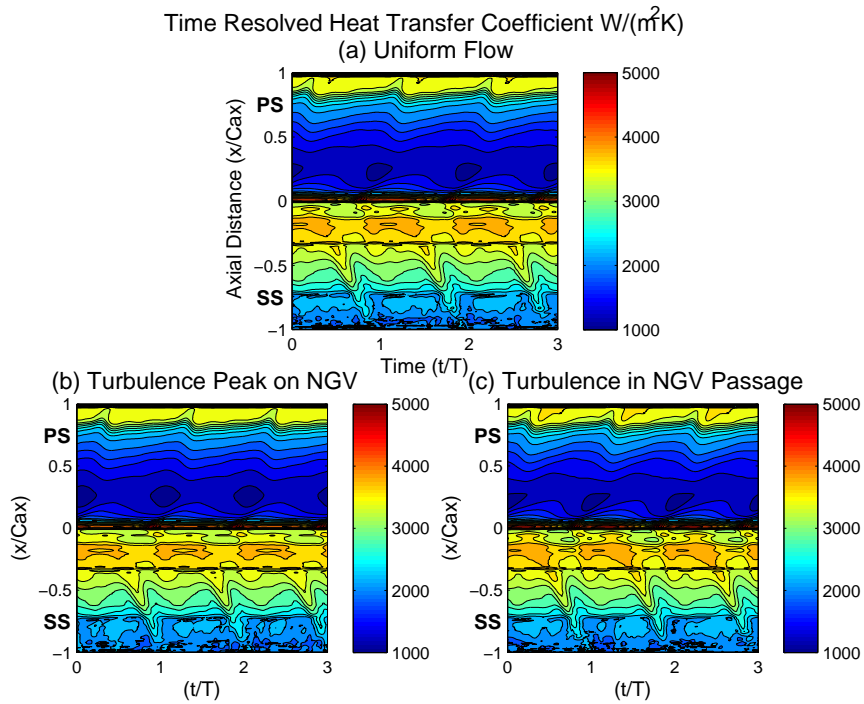 Time Resolved Heat Transfer Coefficient W/(m²K)
(a) Uniform Flow
Axial Distance (x/Cax)
1
PS
0.5
0
−0.5
SS
−1
0 1 2 3
Time (t/T)
5000
4000
3000
2000
1000
(b) Turbulence Peak on NGV
(x/Cax)
1
PS
0.5
0
−0.5
SS
−1
0 1 2 3
(t/T)
5000
4000
3000
2000
1000
(c) Turbulence in NGV Passage
(x/Cax)
1
PS
0.5
0
−0.5
SS
−1
0 1 2 3
(t/T)
5000
4000
3000
2000
1000